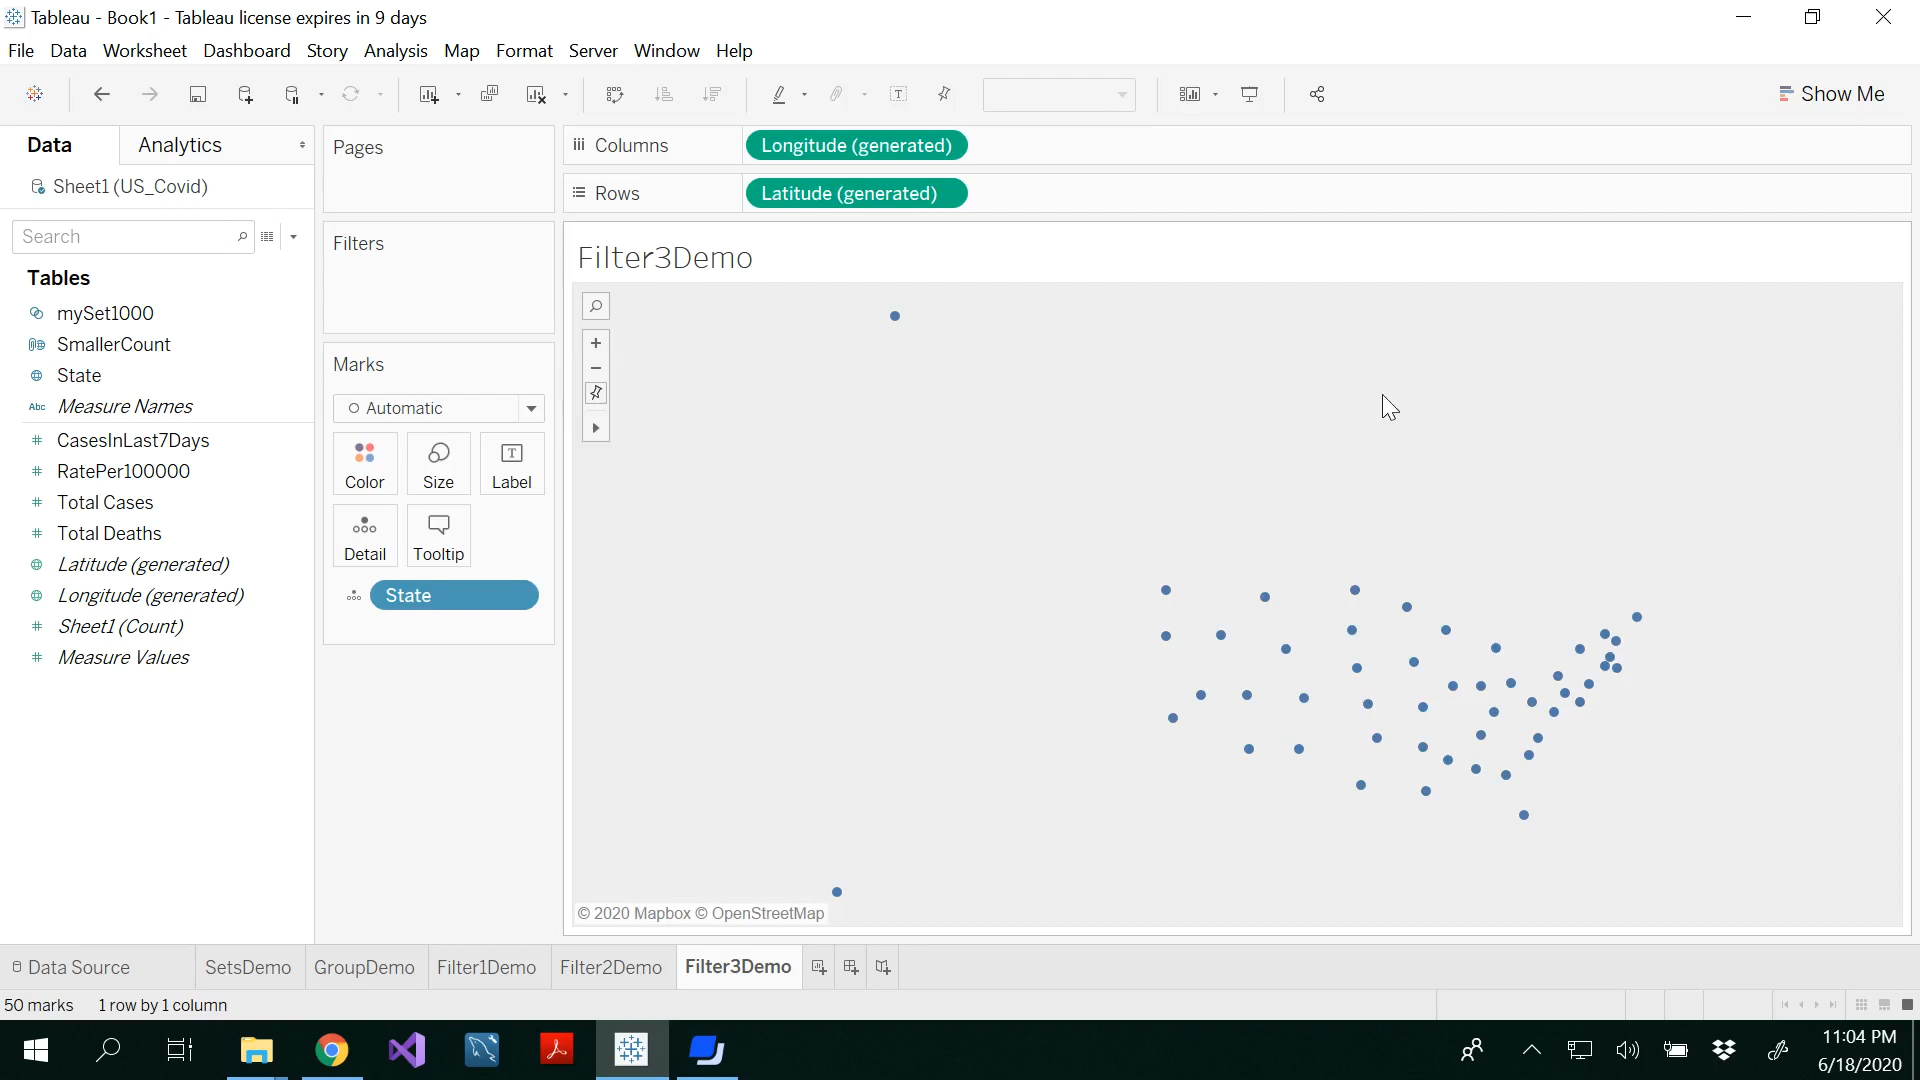 Tableau - Book1 - Tableau license expires in 9 days
File Data Worksheet Dashboard Story Analysis Map Format Server Window Help
Show Me
Data
Analytics
Sheet1 (US_Covid)
Search
Tables
mySet1000
SmallerCount
State
Abc Measure Names
CasesInLast7Days
RatePer100000
Total Cases
Total Deaths
Latitude (generated)
Longitude (generated)
Sheet1 (Count)
Measure Values
Pages
Filters
Marks
Automatic
Color
Size
Label
Detail
Tooltip
State
Columns
Longitude (generated)
Rows
Latitude (generated)
Filter3Demo
© 2020 Mapbox © OpenStreetMap
Data Source
SetsDemo
GroupDemo
Filter1Demo
Filter2Demo
Filter3Demo
50 marks
1 row by 1 column
11:04 PM
6/18/2020